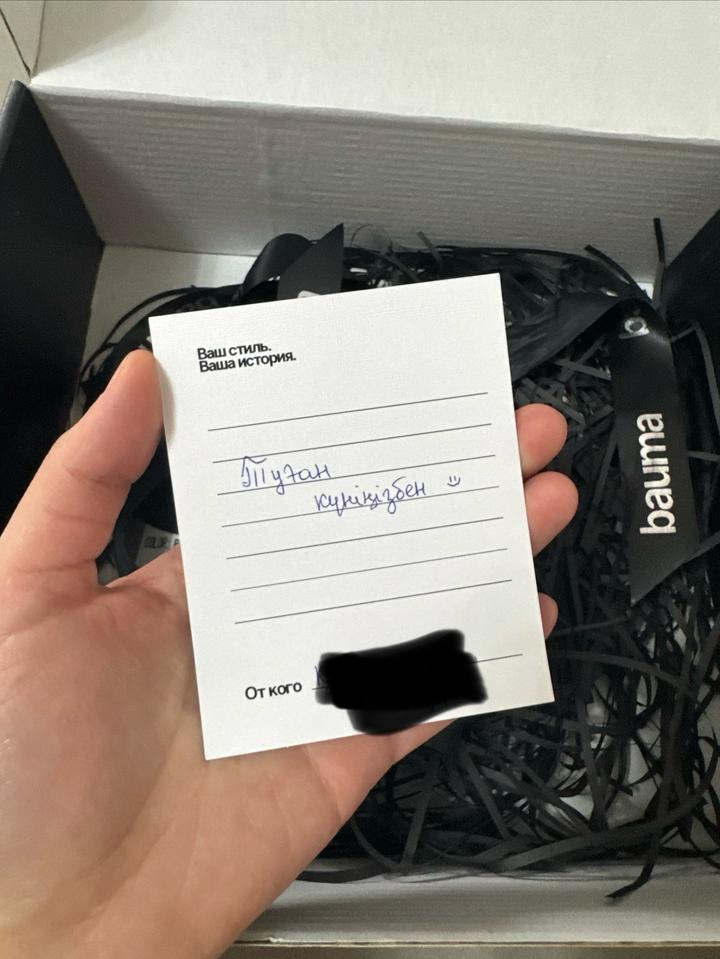 Ваш стиль.
Ваша история.
Туған
күніңізбен
От кого
bauma